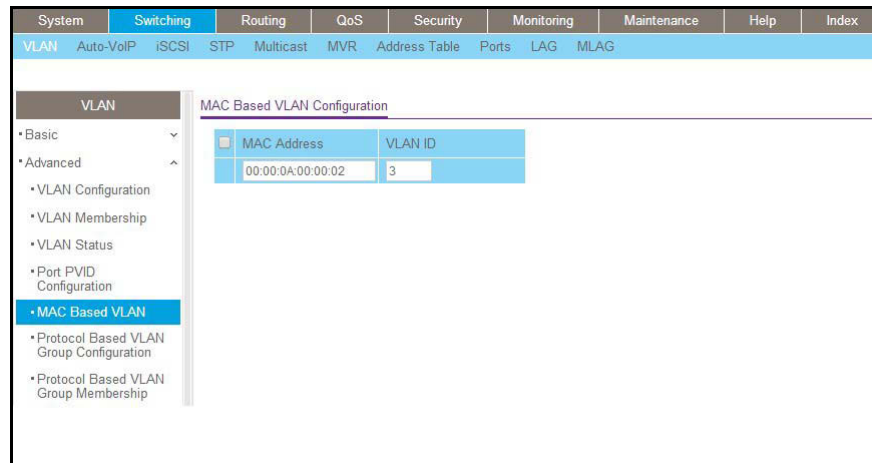 System Switching Routing QoS Security Monitoring Maintenance Help Index
VLAN Auto-VoIP iSCSI STP Multicast MVR Address Table Ports LAG MLAG
VLAN
Basic
Advanced
VLAN Configuration
VLAN Membership
VLAN Status
Port PVID
Configuration
MAC Based VLAN
Protocol Based VLAN
Group Configuration
Protocol Based VLAN
Group Membership
MAC Based VLAN Configuration
MAC Address VLAN ID
00:00:0A:00:00:02 3